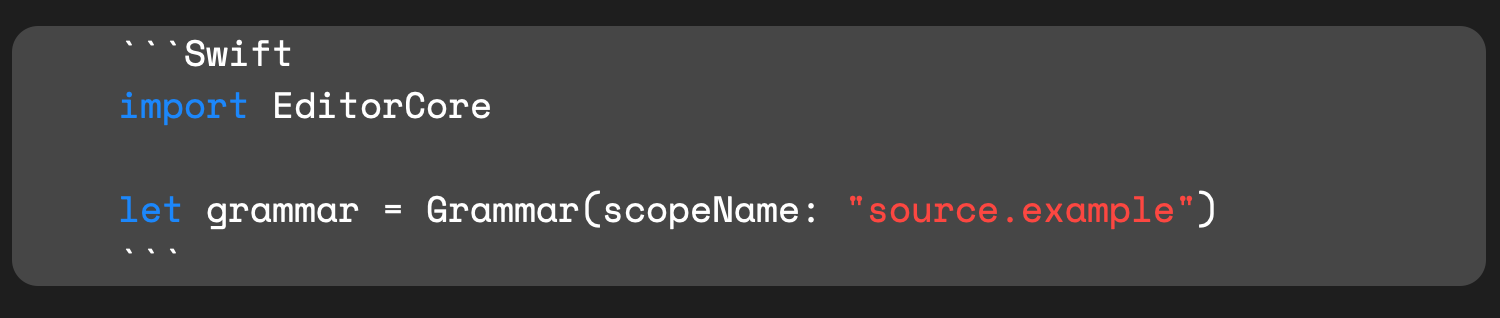 ```Swift
import EditorCore

let grammar = Grammar(scopeName: "source.example")
```